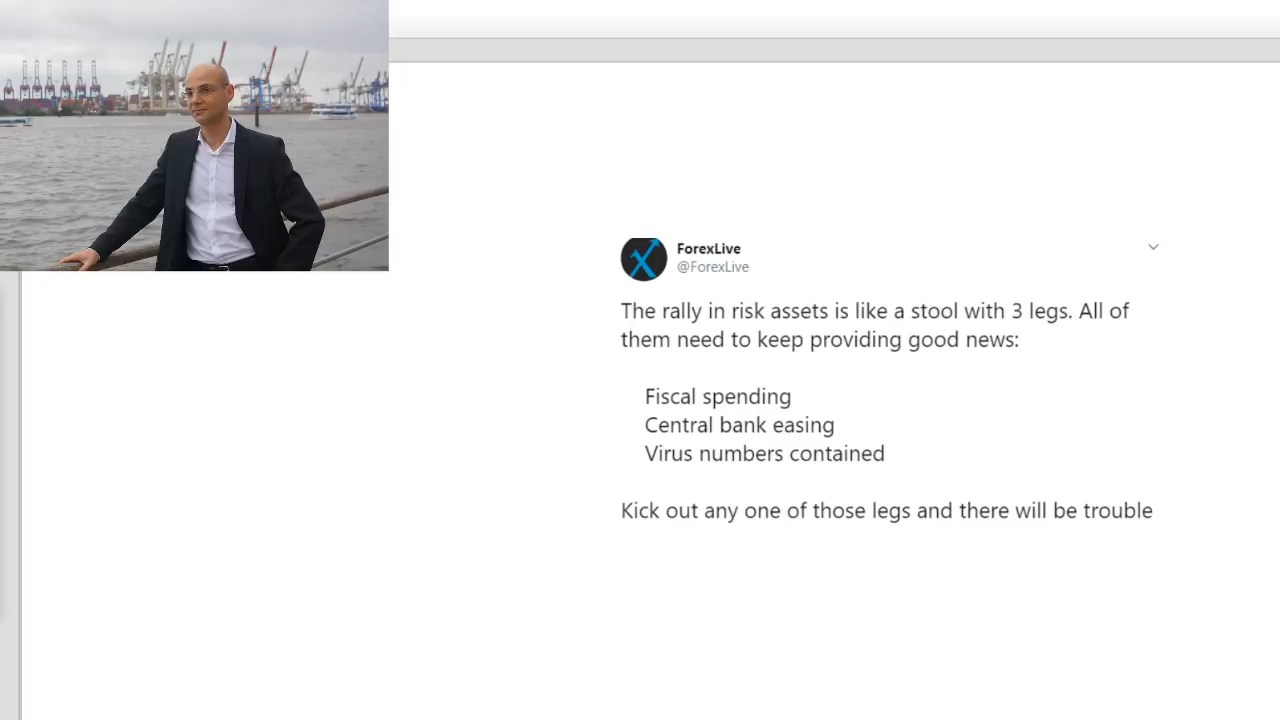 ForexLive
@ForexLive
The rally in risk assets is like a stool with 3 legs. All of
them need to keep providing good news:
Fiscal spending
Central bank easing
Virus numbers contained
Kick out any one of those legs and there will be trouble